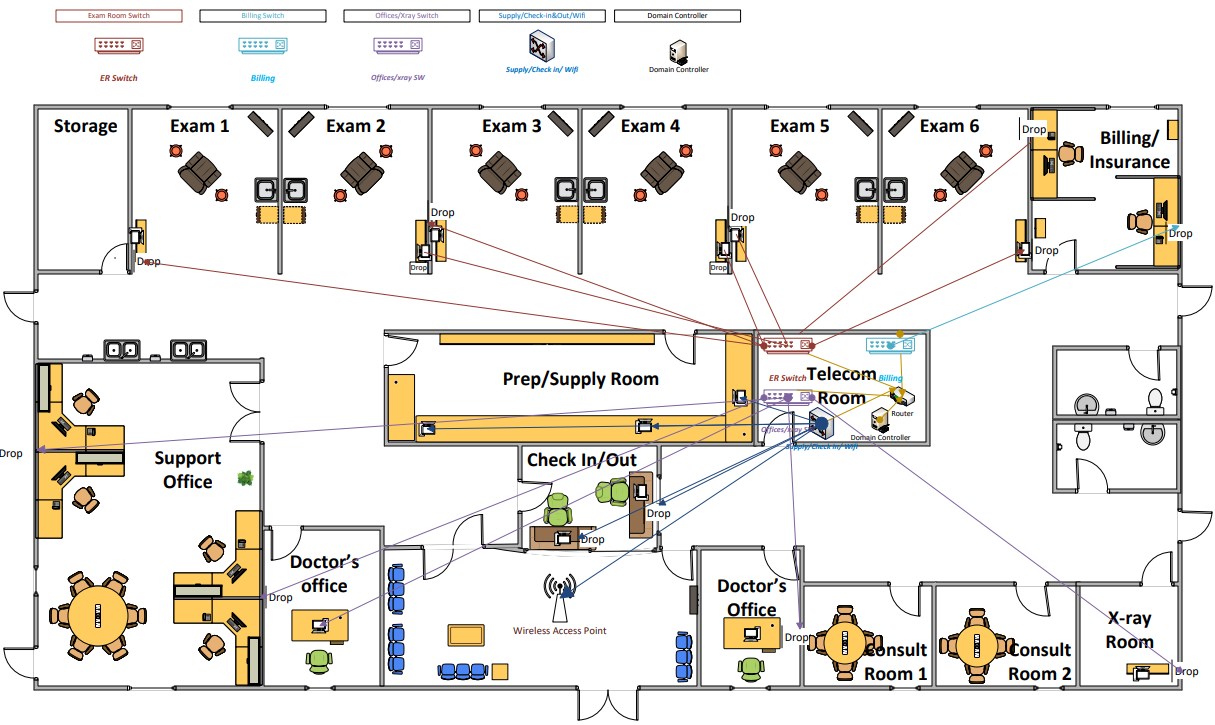 Exam Room Switch
Billing Switch
Offices/Xray Switch
Supply/Check-in&Out/Wifi
Domain Controller
ER Switch
Billing
Offices/xray SW
Supply/Check in/ Wifi
Domain Controller
Storage
Exam 1
Exam 2
Exam 3
Exam 4
Exam 5
Exam 6
Drop
Billing/
Insurance
Drop
Drop
Drop
Drop
Drop
Drop
Drop
Drop
Prep/Supply Room
ER Switch
Telecom
Room
Billing
Router
Offices/xray S
Domain Controller
Supply/Check in/ Wifi
Drop
Support
Office
Check In/Out
Drop
Drop
Doctor's
office
Drop
Wireless Access Point
Doctor's
Office
Drop
Consult
Room 1
Consult
Room 2
X-ray
Room
Drop